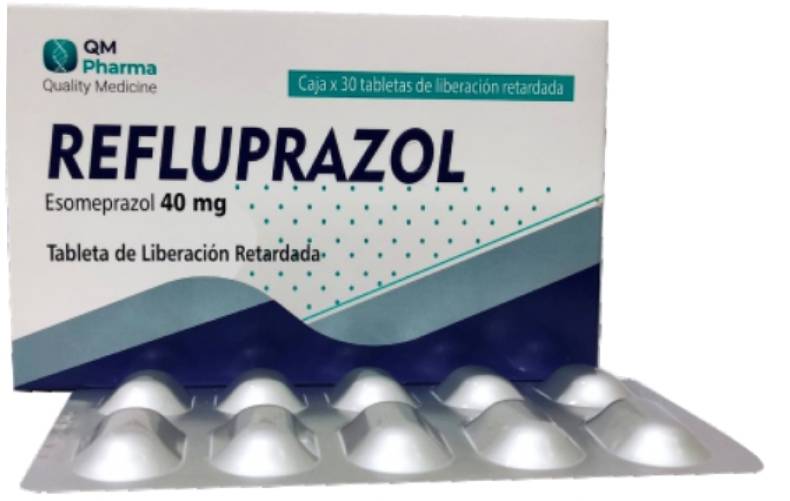 QM
Pharma
Quality Medicine
Caja x 30 tabletas de liberación retardada
REFLUPRAZOL
Esomeprazol 40 mg
Tableta de Liberación Retardada